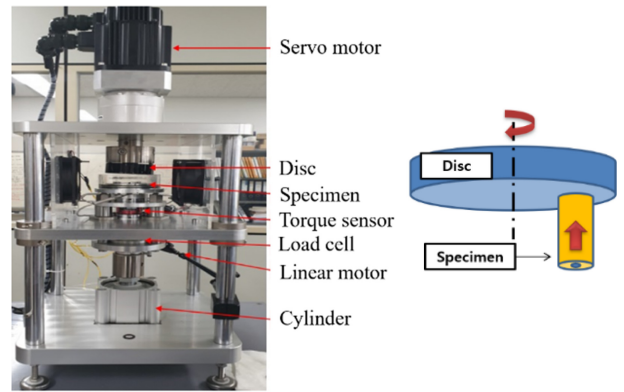 Servo motor
Disc
Specimen
Torque sensor
Load cell
Linear motor
Cylinder
Disc
Specimen